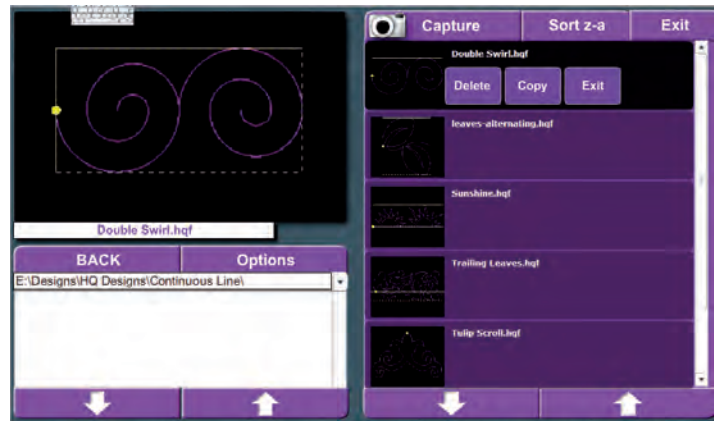 Double Swirl.hqf
BACK
Options
E:\Designs\HQ Designs\Continuous Line\
Capture
Sort z-a
Exit
Double Swirl.hqf
Delete
Copy
Exit
leaves-alternating.hqf
Sunshine.hqf
Trailing Leaves.hqf
Tulip Scroll.hqf